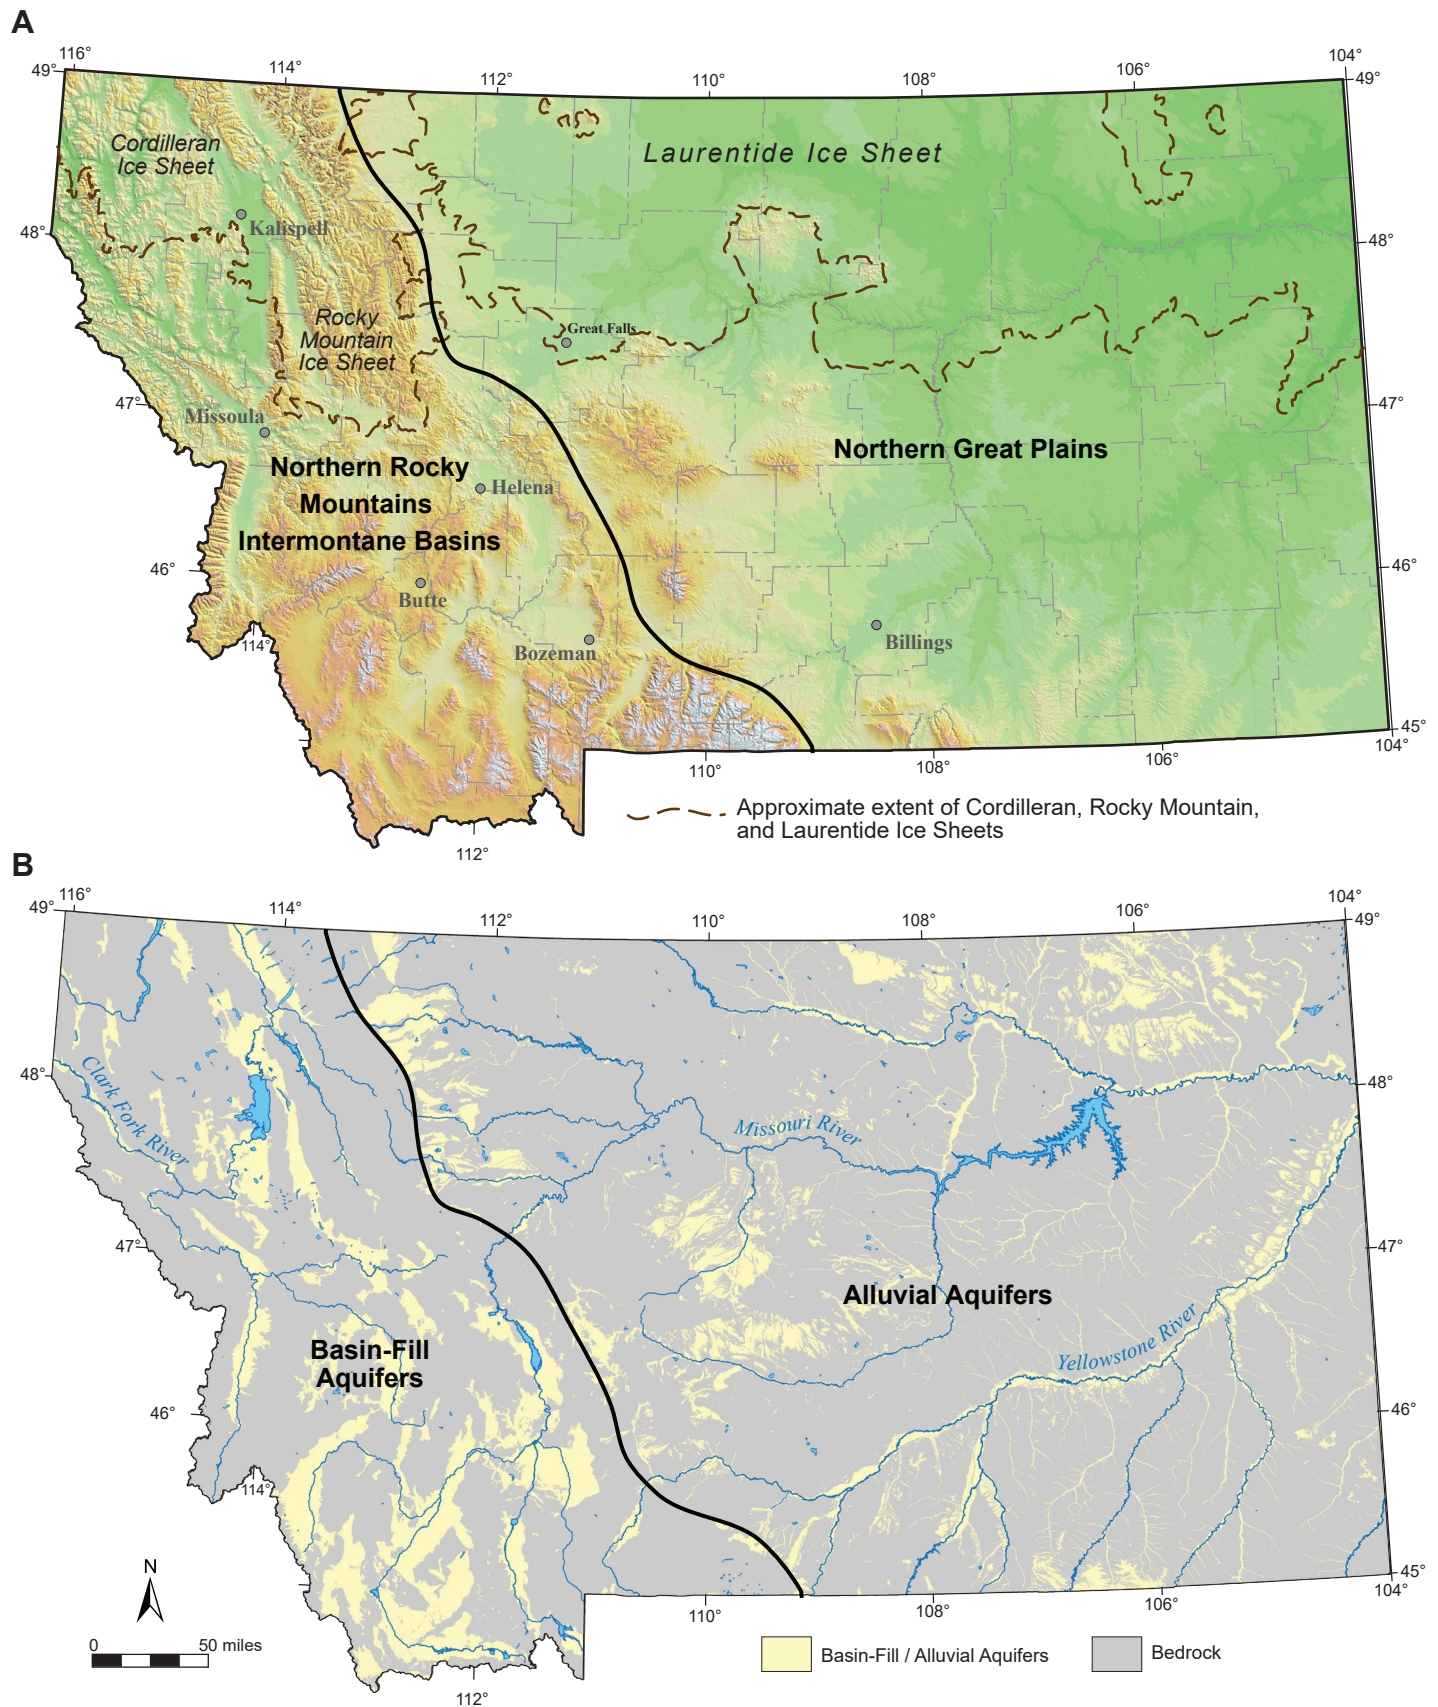 A
116°
114°
112°
110°
108°
106°
104°
49°
49°
Cordilleran
Ice Sheet
Laurentide Ice Sheet
Kalispell
48°
48°
Rocky
Mountain
Ice Sheet
Great Falls
47°
47°
Missoula
Northern Great Plains
Northern Rocky
Mountains
Intermontane Basins
Helena
46°
46°
Butte
114°
Bozeman
Billings
45°
104°
110°
108°
106°
112°
Approximate extent of Cordilleran, Rocky Mountain,
and Laurentide Ice Sheets
B
116°
114°
112°
110°
108°
106°
104°
49°
49°
48°
48°
Clark Fork River
Missouri River
47°
47°
Alluvial Aquifers
Basin-Fill
Aquifers
Yellowstone River
46°
46°
114°
45°
104°
110°
108°
106°
112°
N
0 50 miles
Basin-Fill / Alluvial Aquifers
Bedrock